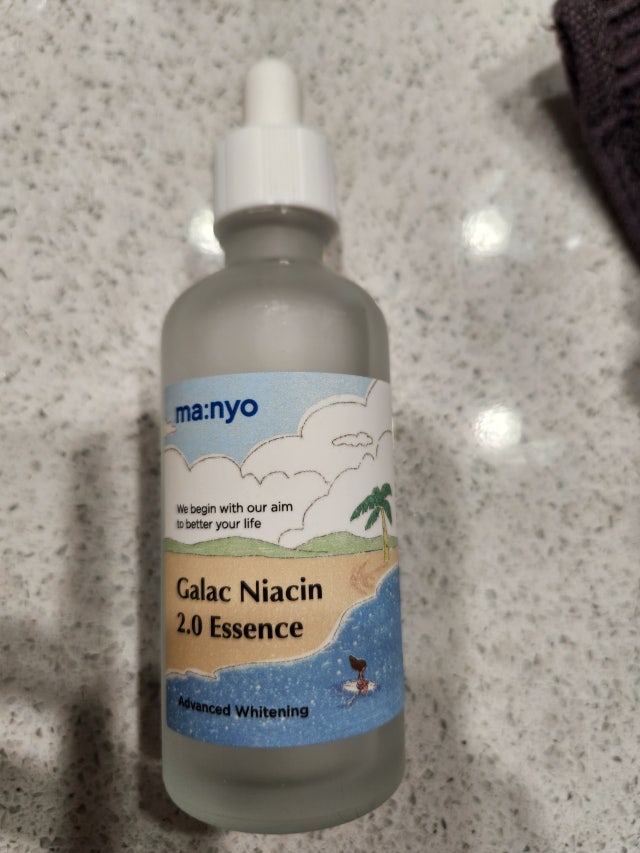 ma:nyo
We begin with our aim
to better your life
Galac Niacin
2.0 Essence
Advanced Whitening